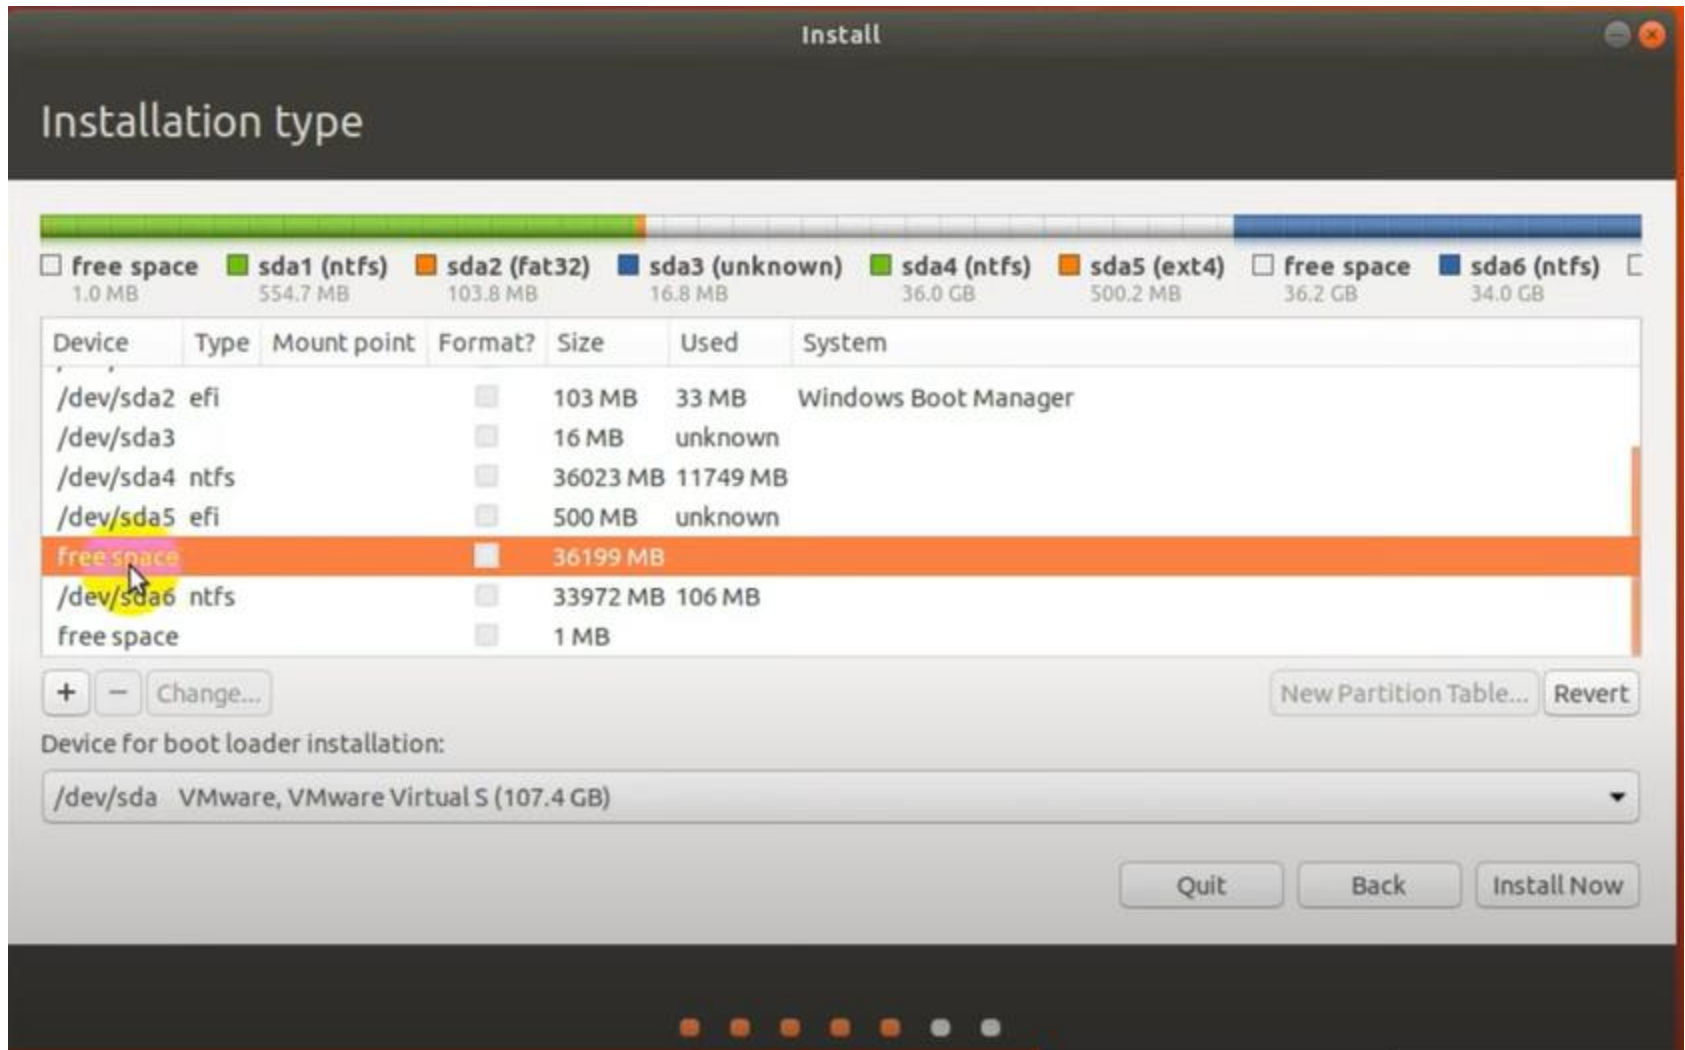 Install
Installation type
free space sda1 (ntfs) sda2 (fat32) sda3 (unknown) sda4 (ntfs) sda5 (ext4) free space sda6 (ntfs)
1.0 MB 554.7 MB 103.8 MB 16.8 MB 36.0 GB 500.2 MB 36.2 GB 34.0 GB
Device Type Mount point Format? Size Used System
/dev/sda2 efi 103 MB 33 MB Windows Boot Manager
/dev/sda3 16 MB unknown
/dev/sda4 ntfs 36023 MB 11749 MB
/dev/sda5 efi 500 MB unknown
free space 36199 MB
/dev/sda6 ntfs 33972 MB 106 MB
free space 1 MB
+ − Change... New Partition Table... Revert
Device for boot loader installation:
/dev/sda VMware, VMware Virtual S (107.4 GB)
Quit Back Install Now